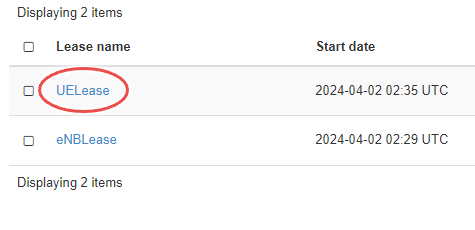 Displaying 2 items
Lease name Start date
UELease 2024-04-02 02:35 UTC
eNBLease 2024-04-02 02:29 UTC
Displaying 2 items